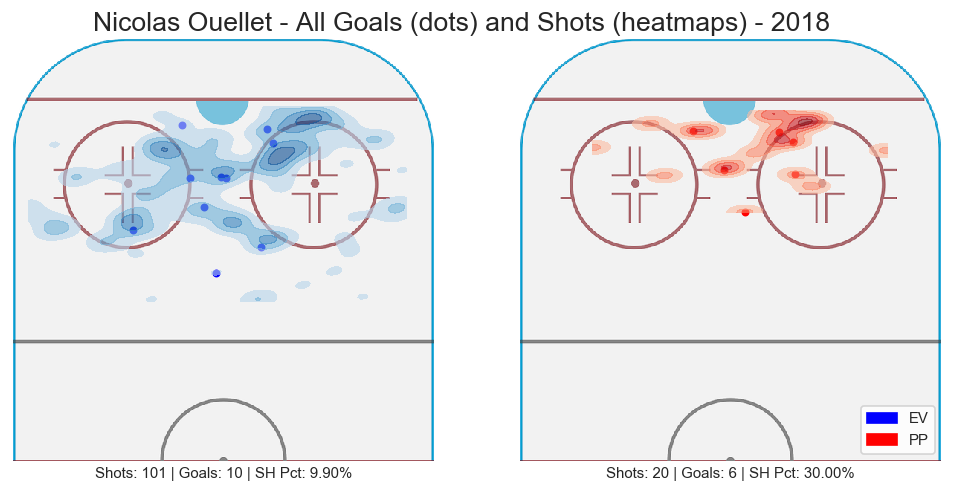 Nicolas Ouellet - All Goals (dots) and Shots (heatmaps) - 2018
EV
PP
Shots: 101 | Goals: 10 | SH Pct: 9.90%
Shots: 20 | Goals: 6 | SH Pct: 30.00%